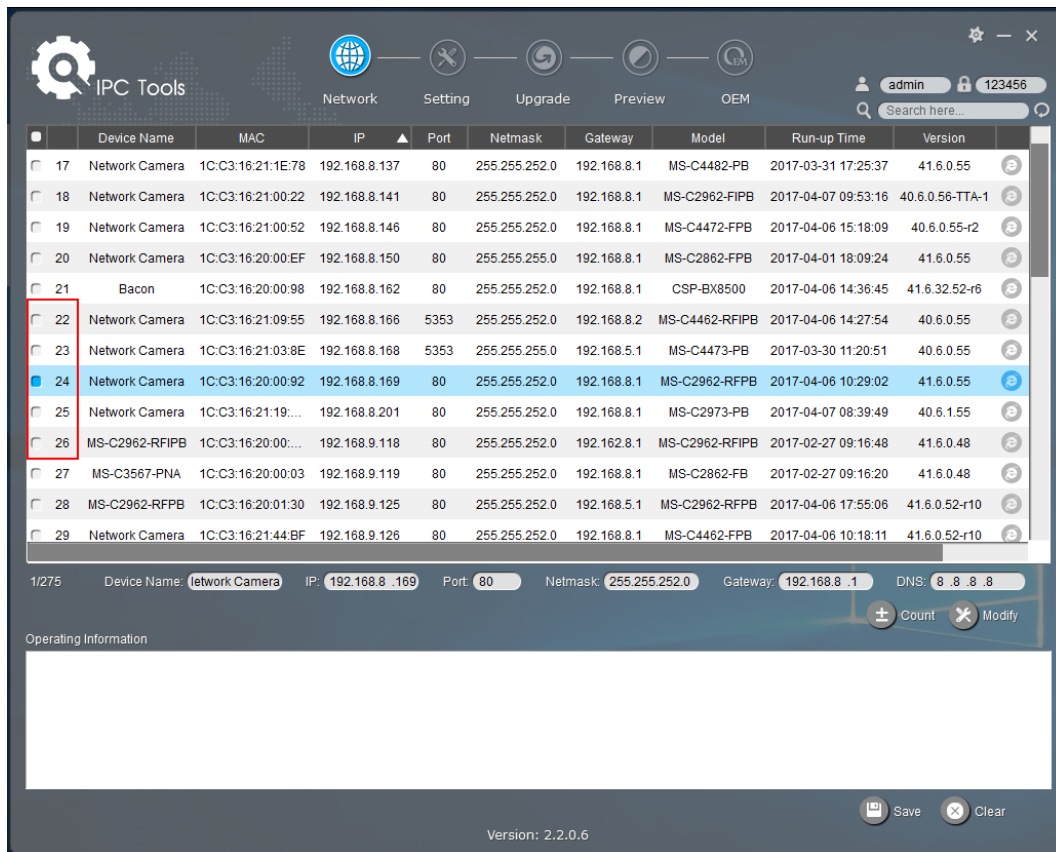 IPC Tools
Network Setting Upgrade Preview OEM
OEM
admin 123456
Search here...
Device Name MAC IP Port Netmask Gateway Model Run-up Time Version
17 Network Camera 1C:C3:16:21:1E:78 192.168.8.137 80 255.255.252.0 192.168.8.1 MS-C4482-PB 2017-03-31 17:25:37 41.6.0.55
18 Network Camera 1C:C3:16:21:00:22 192.168.8.141 80 255.255.252.0 192.168.8.1 MS-C2962-FIPB 2017-04-07 09:53:16 40.6.0.56-TTA-1
19 Network Camera 1C:C3:16:21:00:52 192.168.8.146 80 255.255.252.0 192.168.8.1 MS-C4472-FPB 2017-04-06 15:18:09 40.6.0.55-r2
20 Network Camera 1C:C3:16:20:00:EF 192.168.8.150 80 255.255.252.0 192.168.8.1 MS-C2862-FPB 2017-04-01 18:09:24 41.6.0.55
21 Bacon 1C:C3:16:20:00:98 192.168.8.162 80 255.255.252.0 192.168.8.1 CSP-BX8500 2017-04-06 14:36:45 41.6.32.52-r6
22 Network Camera 1C:C3:16:21:09:55 192.168.8.166 5353 255.255.252.0 192.168.8.2 MS-C4462-RFIPB 2017-04-06 14:27:54 40.6.0.55
23 Network Camera 1C:C3:16:21:03:8E 192.168.8.168 5353 255.255.255.0 192.168.5.1 MS-C4473-PB 2017-03-30 11:20:51 40.6.0.55
24 Network Camera 1C:C3:16:20:00:92 192.168.8.169 80 255.255.252.0 192.168.8.1 MS-C2962-RFPB 2017-04-06 10:29:02 41.6.0.55
25 Network Camera 1C:C3:16:21:19:... 192.168.8.201 80 255.255.252.0 192.168.8.1 MS-C2973-PB 2017-04-07 08:39:49 40.6.1.55
26 MS-C2962-RFIPB 1C:C3:16:20:00:... 192.168.9.118 80 255.255.252.0 192.162.8.1 MS-C2962-RFIPB 2017-02-27 09:16:48 41.6.0.48
27 MS-C3567-PNA 1C:C3:16:20:00:03 192.168.9.119 80 255.255.252.0 192.168.8.1 MS-C2862-FB 2017-02-27 09:16:20 41.6.0.48
28 MS-C2962-RFPB 1C:C3:16:20:01:30 192.168.9.125 80 255.255.252.0 192.168.5.1 MS-C2962-RFPB 2017-04-06 17:55:06 41.6.0.52-r10
29 Network Camera 1C:C3:16:21:44:BF 192.168.9.126 80 255.255.252.0 192.168.8.1 MS-C4462-FPB 2017-04-06 10:18:11 41.6.0.52-r10
1/275 Device Name: letwork Camera IP: 192.168.8 .169 Port: 80 Netmask: 255.255.252.0 Gateway: 192.168.8 .1 DNS: 8 .8 .8 .8
Count Modify
Operating Information
Save Clear
Version: 2.2.0.6